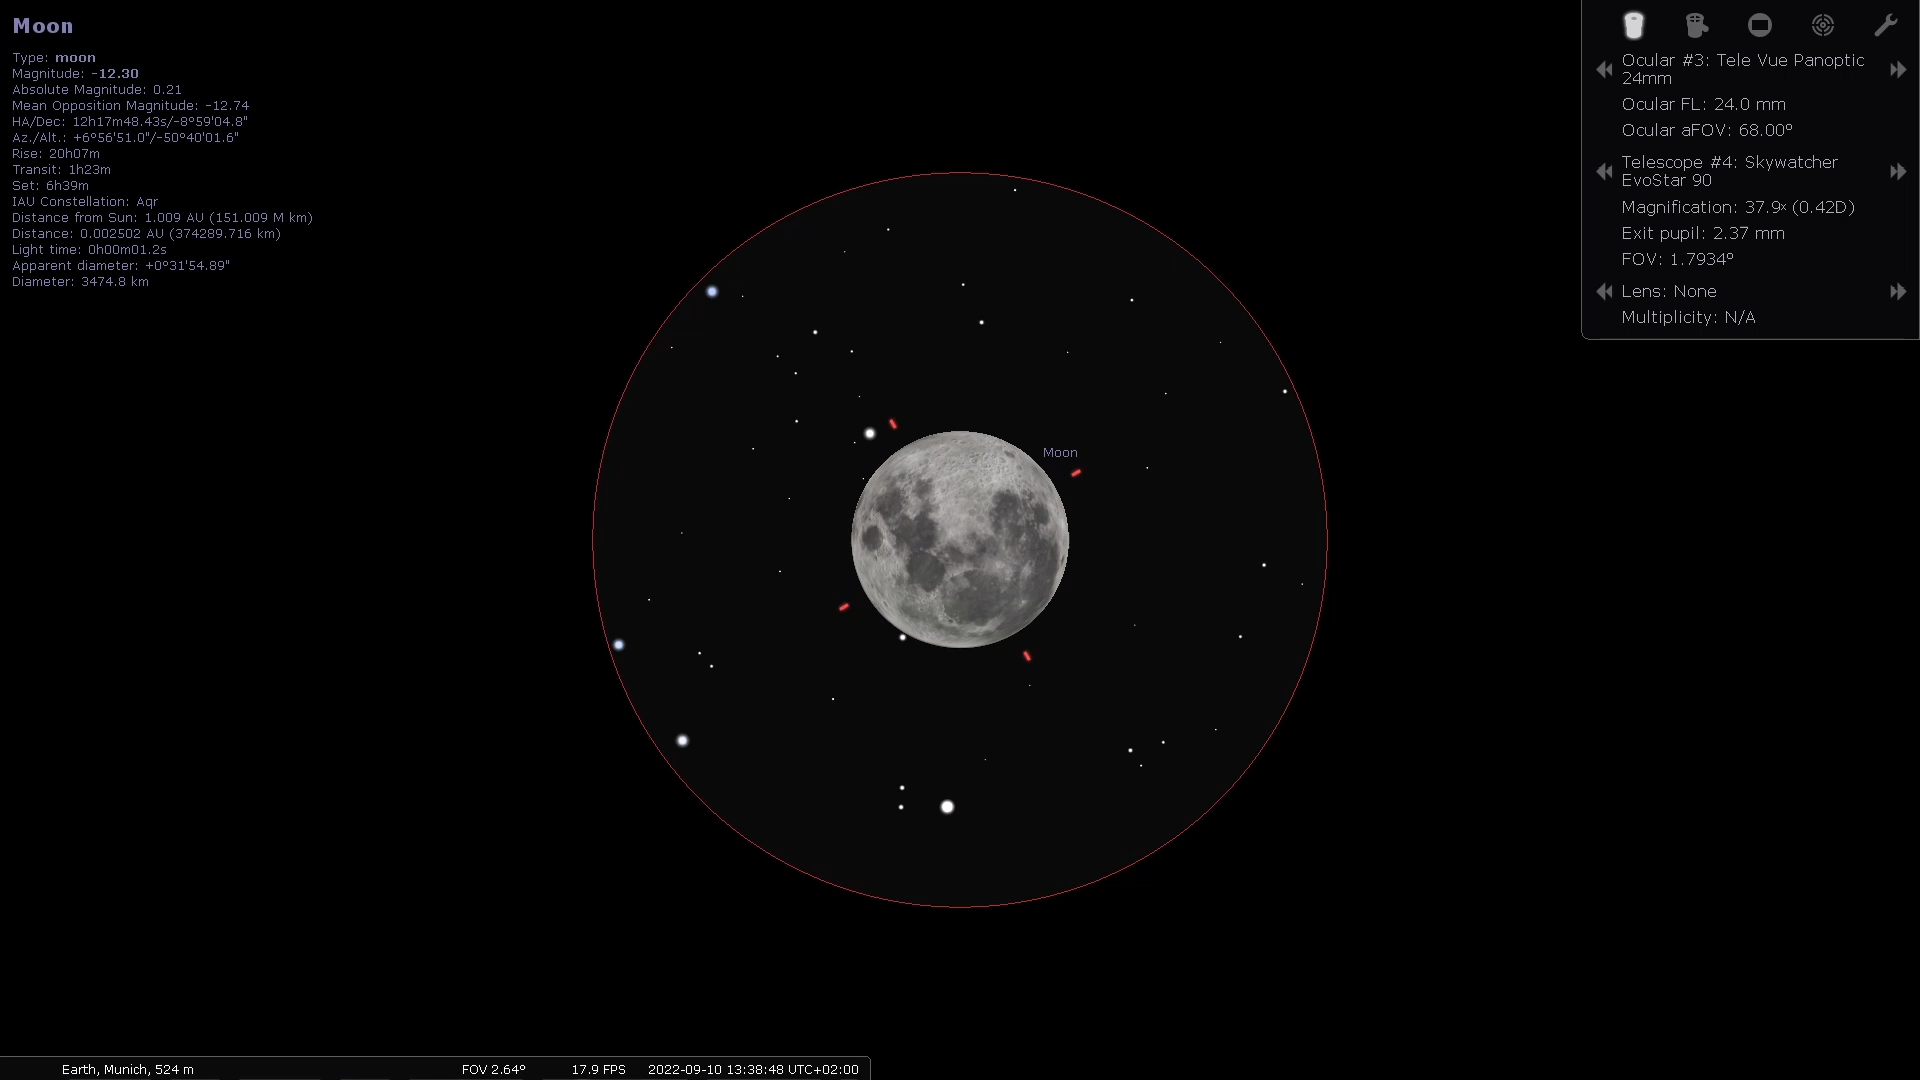 Moon
Type: moon
Magnitude: -12.30
Absolute Magnitude: 0.21
Mean Opposition Magnitude: -12.74
HA/Dec: 12h17m48.43s/-8°59'04.8"
Az./Alt.: +6°56'51.0"/-50°40'01.6"
Rise: 20h07m
Transit: 1h23m
Set: 6h39m
IAU Constellation: Aqr
Distance from Sun: 1.009 AU (151.009 M km)
Distance: 0.002502 AU (374289.716 km)
Light time: 0h00m01.2s
Apparent diameter: +0°31'54.89"
Diameter: 3474.8 km
Ocular #3: Tele Vue Panoptic
24mm
Ocular FL: 24.0 mm
Ocular aFOV: 68.00°
Telescope #4: Skywatcher
EvoStar 90
Magnification: 37.9ˣ (0.42D)
Exit pupil: 2.37 mm
FOV: 1.7934°
Lens: None
Multiplicity: N/A
Moon
Earth, Munich, 524 m
FOV 2.64°
17.9 FPS
2022-09-10 13:38:48 UTC+02:00